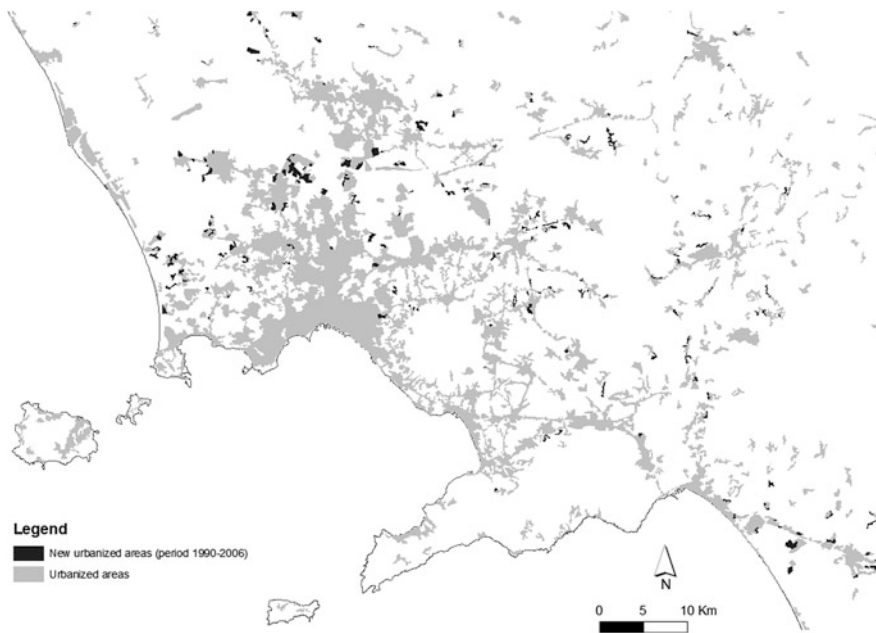 Legend
New urbanized areas (period 1990-2006)
Urbanized areas
N
0 5 10 Km